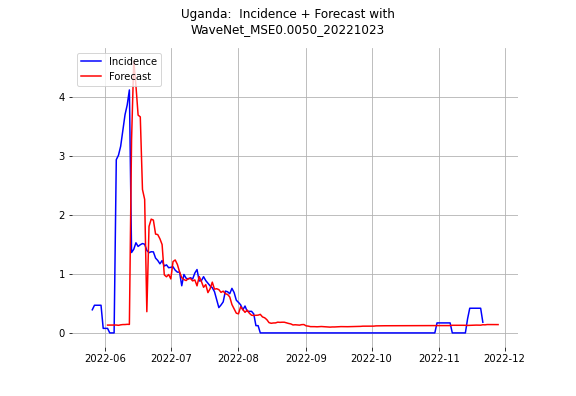 Uganda:  Incidence + Forecast with
WaveNet_MSE0.0050_20221023
Incidence
Forecast
4
3
2
1
0
2022-06 2022-07 2022-08 2022-09 2022-10 2022-11 2022-12